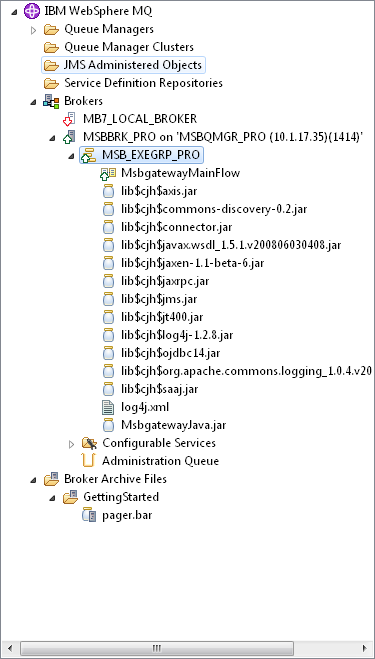 IBM WebSphere MQ
Queue Managers
Queue Manager Clusters
JMS Administered Objects
Service Definition Repositories
Brokers
MB7_LOCAL_BROKER
MSBBRK_PRO on 'MSBQMGR_PRO (10.1.17.35)(1414)'
MSB_EXEGRP_PRO
MsbgatewayMainFlow
lib$cjh$axis.jar
lib$cjh$commons-discovery-0.2.jar
lib$cjh$connector.jar
lib$cjh$javax.wsdl_1.5.1.v200806030408.jar
lib$cjh$jaxen-1.1-beta-6.jar
lib$cjh$jaxrpc.jar
lib$cjh$jms.jar
lib$cjh$jt400.jar
lib$cjh$log4j-1.2.8.jar
lib$cjh$ojdbc14.jar
lib$cjh$org.apache.commons.logging_1.0.4.v20
lib$cjh$saaj.jar
log4j.xml
MsbgatewayJava.jar
Configurable Services
Administration Queue
Broker Archive Files
GettingStarted
pager.bar